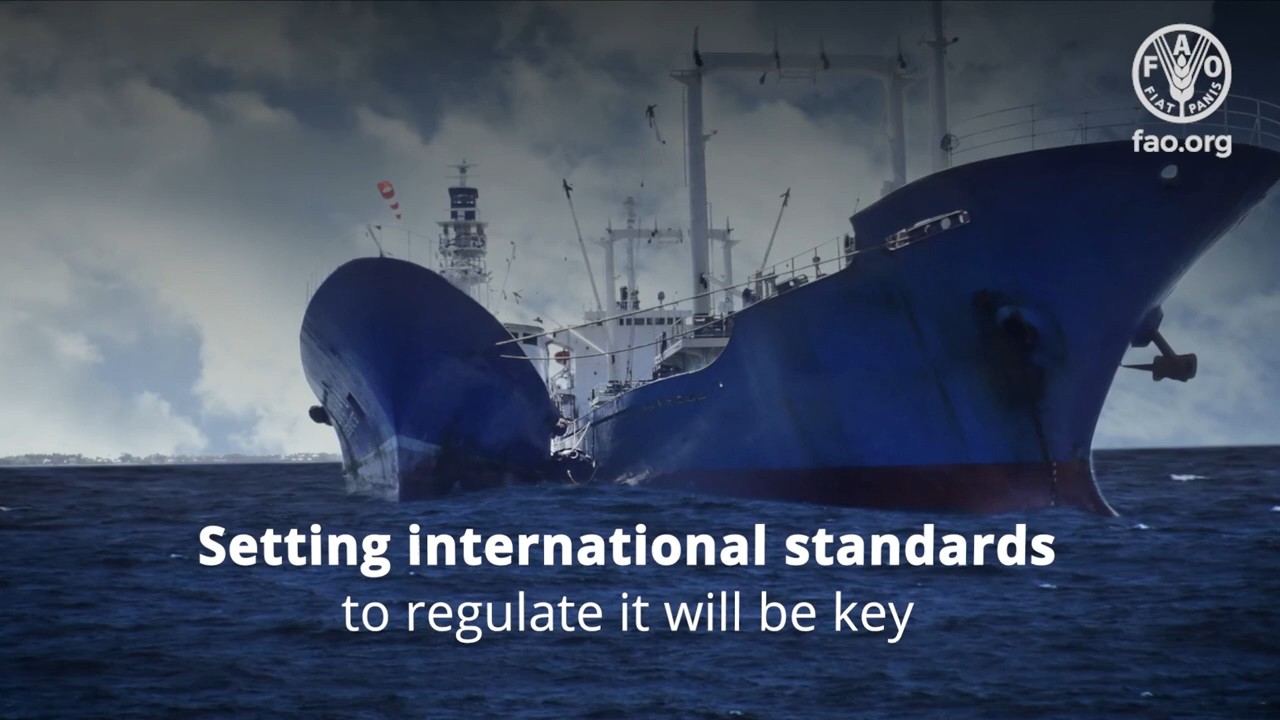 F A O
FIAT PANIS
fao.org
Setting international standards
to regulate it will be key